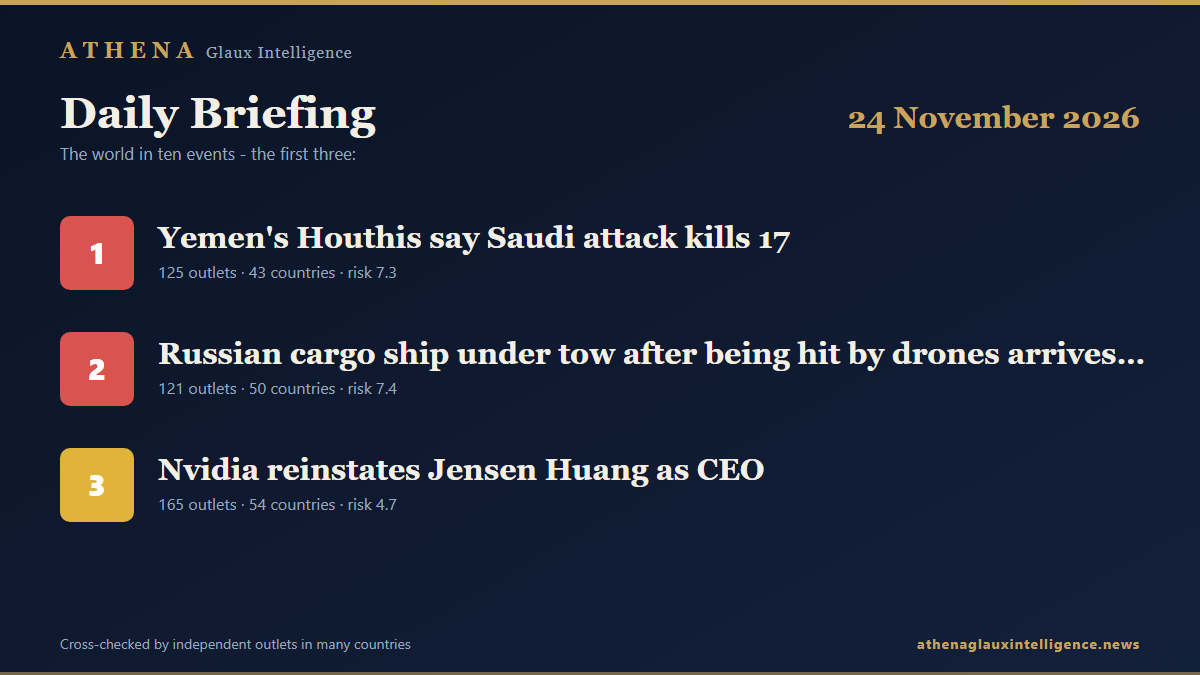 ATHENA Glaux Intelligence
Daily Briefing
24 November 2026
The world in ten events - the first three:
1
Yemen's Houthis say Saudi attack kills 17
125 outlets · 43 countries · risk 7.3
2
Russian cargo ship under tow after being hit by drones arrives...
121 outlets · 50 countries · risk 7.4
3
Nvidia reinstates Jensen Huang as CEO
165 outlets · 54 countries · risk 4.7
Cross-checked by independent outlets in many countries
athenaglauxintelligence.news